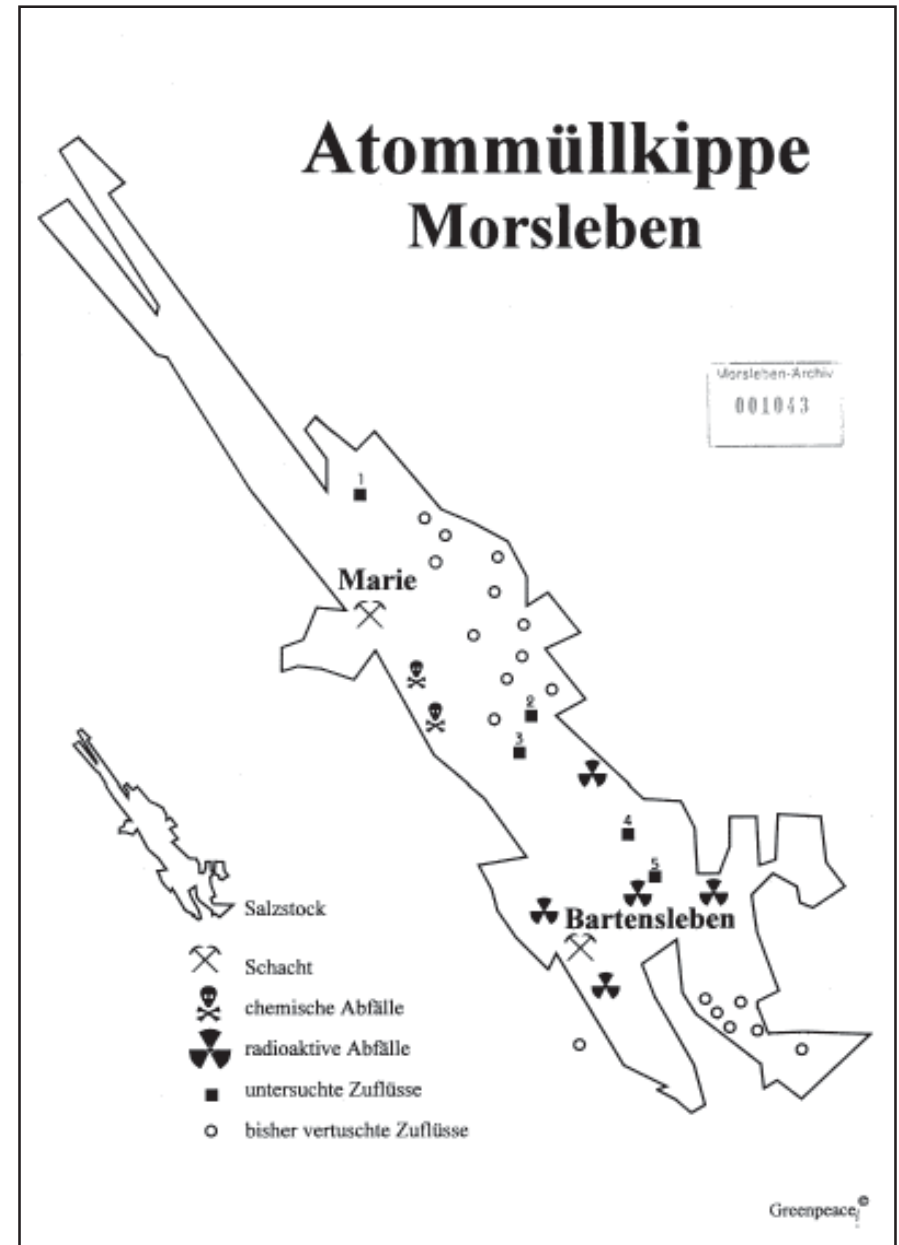 Atommüllkippe
Morsleben
Morsleben-Archiv
001043
1
Marie
2
3
4
5
Bartensleben
Salzstock
Schacht
chemische Abfälle
radioaktive Abfälle
untersuchte Zuflüsse
bisher vertuschte Zuflüsse
Greenpeace